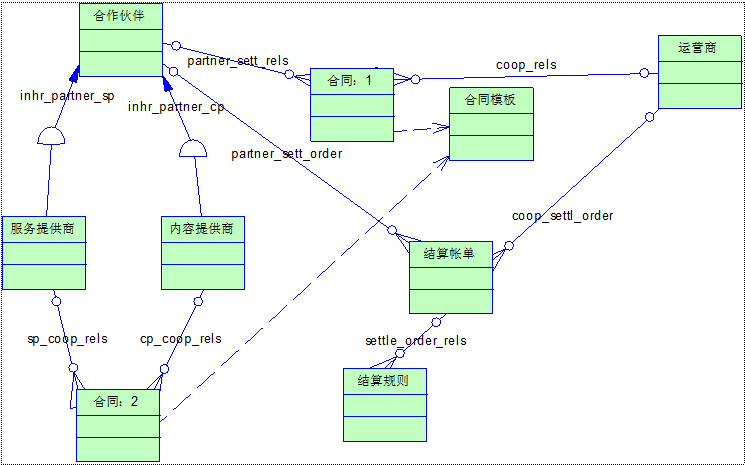 合作伙伴
运营商
partner_sett_rels
coop_rels
合同：1
inhr_partner_sp
合同模板
inhr_partner_cp
partner_sett_order
服务提供商
内容提供商
coop_settl_order
结算帐单
sp_coop_rels
cp_coop_rels
settle_order_rels
结算规则
合同：2